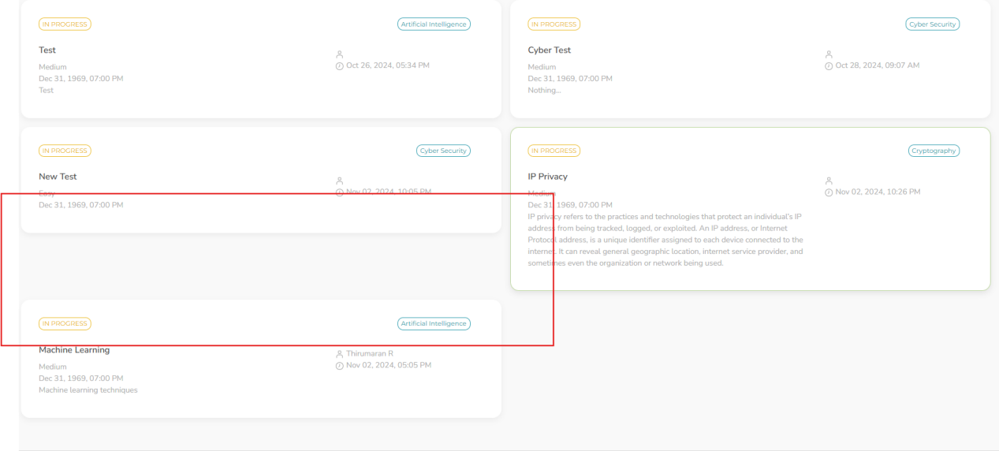 IN PROGRESS
Artificial Intelligence
Test
Medium
Oct 26, 2024, 05:34 PM
Dec 31, 1969, 07:00 PM
Test
IN PROGRESS
Cyber Security
Cyber Test
Medium
Oct 28, 2024, 09:07 AM
Dec 31, 1969, 07:00 PM
Nothing...
IN PROGRESS
Cyber Security
New Test
Easy
Nov 02, 2024, 10:05 PM
Dec 31, 1969, 07:00 PM
IN PROGRESS
Cryptography
IP Privacy
Medium
Nov 02, 2024, 10:26 PM
Dec 31, 1969, 07:00 PM
IP privacy refers to the practices and technologies that protect an individual's IP
address from being tracked, logged, or exploited. An IP address, or Internet
Protocol address, is a unique identifier assigned to each device connected to the
internet. It can reveal general geographic location, internet service provider, and
sometimes even the organization or network being used.
IN PROGRESS
Artificial Intelligence
Machine Learning
Thirumaran R
Medium
Nov 02, 2024, 05:05 PM
Dec 31, 1969, 07:00 PM
Machine learning techniques